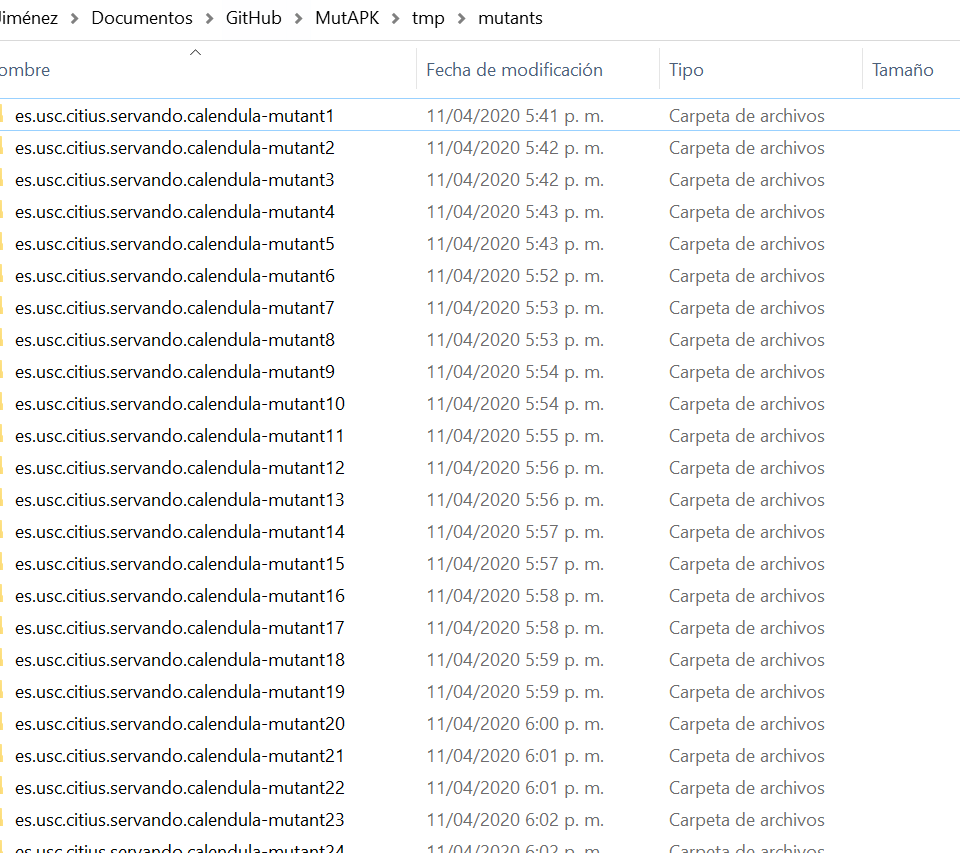 Jiménez > Documentos > GitHub > MutAPK > tmp > mutants
ombre Fecha de modificación Tipo Tamaño
es.usc.citius.servando.calendula-mutant1 11/04/2020 5:41 p. m. Carpeta de archivos
es.usc.citius.servando.calendula-mutant2 11/04/2020 5:42 p. m. Carpeta de archivos
es.usc.citius.servando.calendula-mutant3 11/04/2020 5:42 p. m. Carpeta de archivos
es.usc.citius.servando.calendula-mutant4 11/04/2020 5:43 p. m. Carpeta de archivos
es.usc.citius.servando.calendula-mutant5 11/04/2020 5:43 p. m. Carpeta de archivos
es.usc.citius.servando.calendula-mutant6 11/04/2020 5:52 p. m. Carpeta de archivos
es.usc.citius.servando.calendula-mutant7 11/04/2020 5:53 p. m. Carpeta de archivos
es.usc.citius.servando.calendula-mutant8 11/04/2020 5:53 p. m. Carpeta de archivos
es.usc.citius.servando.calendula-mutant9 11/04/2020 5:54 p. m. Carpeta de archivos
es.usc.citius.servando.calendula-mutant10 11/04/2020 5:54 p. m. Carpeta de archivos
es.usc.citius.servando.calendula-mutant11 11/04/2020 5:55 p. m. Carpeta de archivos
es.usc.citius.servando.calendula-mutant12 11/04/2020 5:56 p. m. Carpeta de archivos
es.usc.citius.servando.calendula-mutant13 11/04/2020 5:56 p. m. Carpeta de archivos
es.usc.citius.servando.calendula-mutant14 11/04/2020 5:57 p. m. Carpeta de archivos
es.usc.citius.servando.calendula-mutant15 11/04/2020 5:57 p. m. Carpeta de archivos
es.usc.citius.servando.calendula-mutant16 11/04/2020 5:58 p. m. Carpeta de archivos
es.usc.citius.servando.calendula-mutant17 11/04/2020 5:58 p. m. Carpeta de archivos
es.usc.citius.servando.calendula-mutant18 11/04/2020 5:59 p. m. Carpeta de archivos
es.usc.citius.servando.calendula-mutant19 11/04/2020 5:59 p. m. Carpeta de archivos
es.usc.citius.servando.calendula-mutant20 11/04/2020 6:00 p. m. Carpeta de archivos
es.usc.citius.servando.calendula-mutant21 11/04/2020 6:01 p. m. Carpeta de archivos
es.usc.citius.servando.calendula-mutant22 11/04/2020 6:01 p. m. Carpeta de archivos
es.usc.citius.servando.calendula-mutant23 11/04/2020 6:02 p. m. Carpeta de archivos
es.usc.citius.servando.calendula-mutant24 11/04/2020 6:02 p. m. Carpeta de archivos